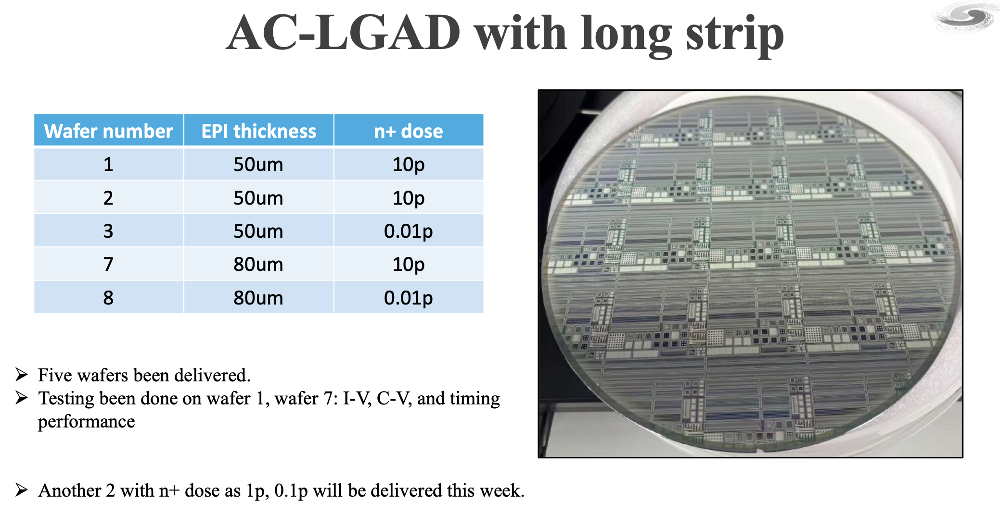 AC-LGAD with long strip
Wafer number EPI thickness n+ dose
1 50um 10p
2 50um 10p
3 50um 0.01p
7 80um 10p
8 80um 0.01p
➢ Five wafers been delivered.
➢ Testing been done on wafer 1, wafer 7: I-V, C-V, and timing
performance
➢ Another 2 with n+ dose as 1p, 0.1p will be delivered this week.